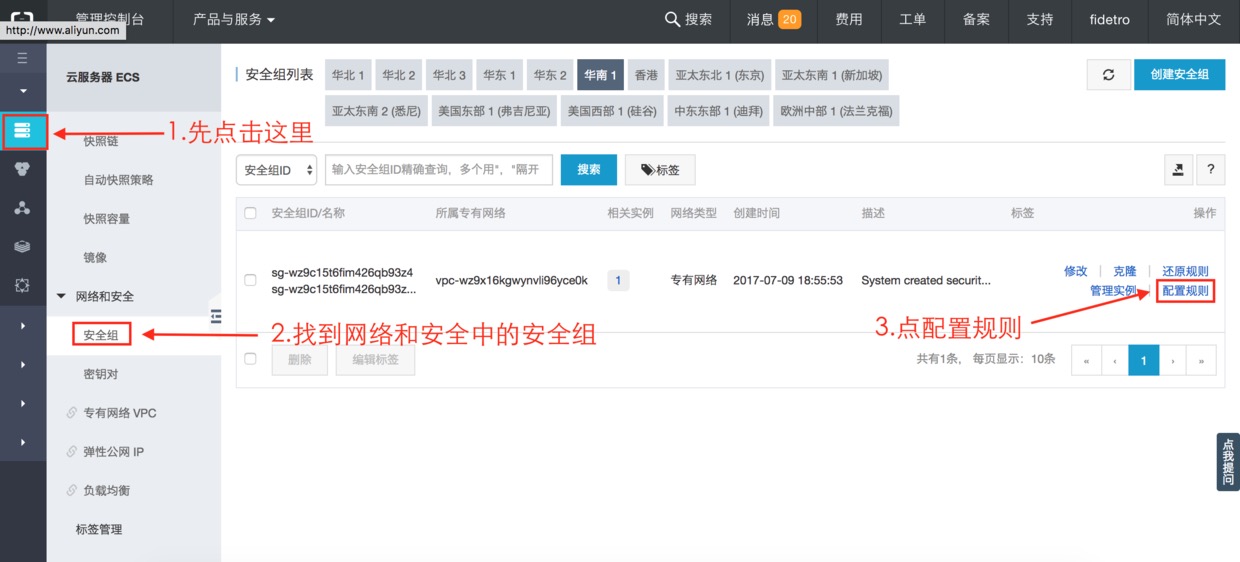 管理控制台 产品与服务 搜索 消息 20 费用 工单 备案 支持 fidetro 简体中文
http://www.aliyun.com
云服务器 ECS
快照链
自动快照策略
快照容量
镜像
网络和安全
安全组
密钥对
专有网络 VPC
弹性公网 IP
负载均衡
标签管理
安全组列表 华北 1 华北 2 华北 3 华东 1 华东 2 华南 1 香港 亚太东北 1 (东京) 亚太东南 1 (新加坡)
创建安全组
亚太东南 2 (悉尼) 美国东部 1 (弗吉尼亚) 美国西部 1 (硅谷) 中东东部 1 (迪拜) 欧洲中部 1 (法兰克福)
1.先点击这里
安全组ID 输入安全组ID精确查询，多个用","隔开 搜索 标签 ?
安全组ID/名称 所属专有网络 相关实例 网络类型 创建时间 描述 标签 操作
sg-wz9c15t6fim426qb93z4
sg-wz9c15t6fim426qb93z...
vpc-wz9x16kgwynvli96yce0k 1 专有网络 2017-07-09 18:55:53 System created securit...
修改 | 克隆 | 还原规则
管理实例 | 配置规则
2.找到网络和安全中的安全组
3.点配置规则
删除 编辑标签 共有1条， 每页显示：10条 « ‹ 1 › »
点我提问